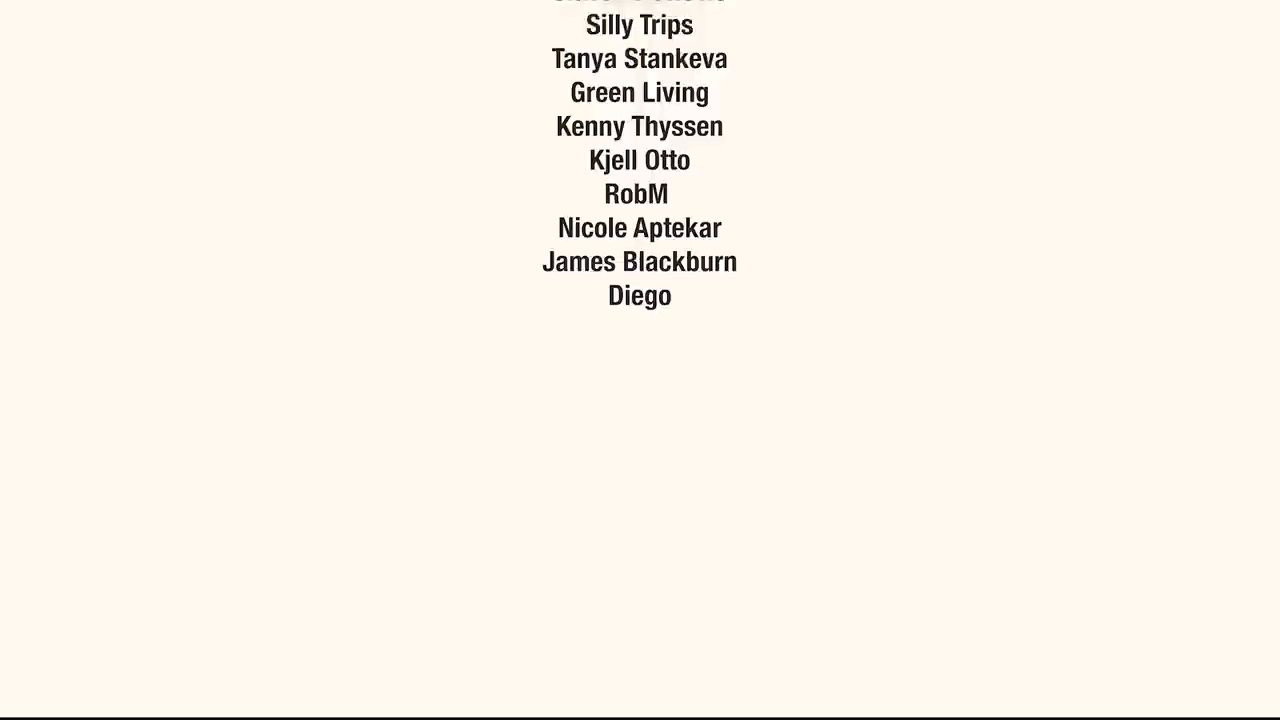 Silly Trips
Tanya Stankeva
Green Living
Kenny Thyssen
Kjell Otto
RobM
Nicole Aptekar
James Blackburn
Diego